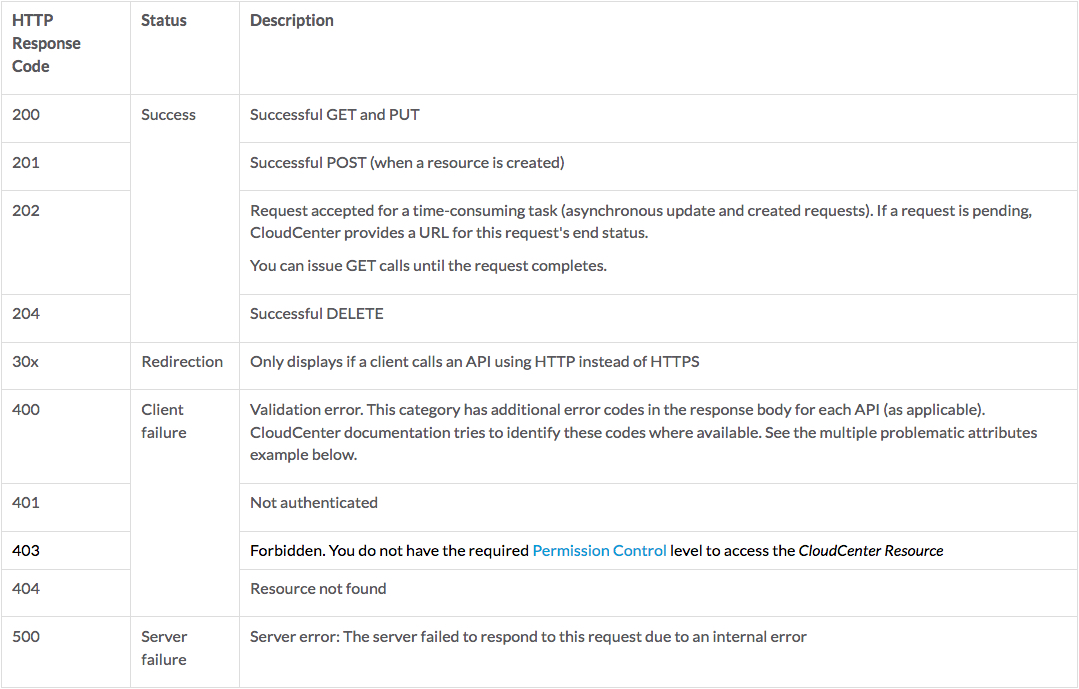 HTTP Response Code Status Description
200 Success Successful GET and PUT
201 Successful POST (when a resource is created)
202 Request accepted for a time-consuming task (asynchronous update and created requests). If a request is pending,
CloudCenter provides a URL for this request's end status.
You can issue GET calls until the request completes.
204 Successful DELETE
30x Redirection Only displays if a client calls an API using HTTP instead of HTTPS
400 Client failure Validation error. This category has additional error codes in the response body for each API (as applicable).
CloudCenter documentation tries to identify these codes where available. See the multiple problematic attributes
example below.
401 Not authenticated
403 Forbidden. You do not have the required Permission Control level to access the CloudCenter Resource
404 Resource not found
500 Server failure Server error: The server failed to respond to this request due to an internal error